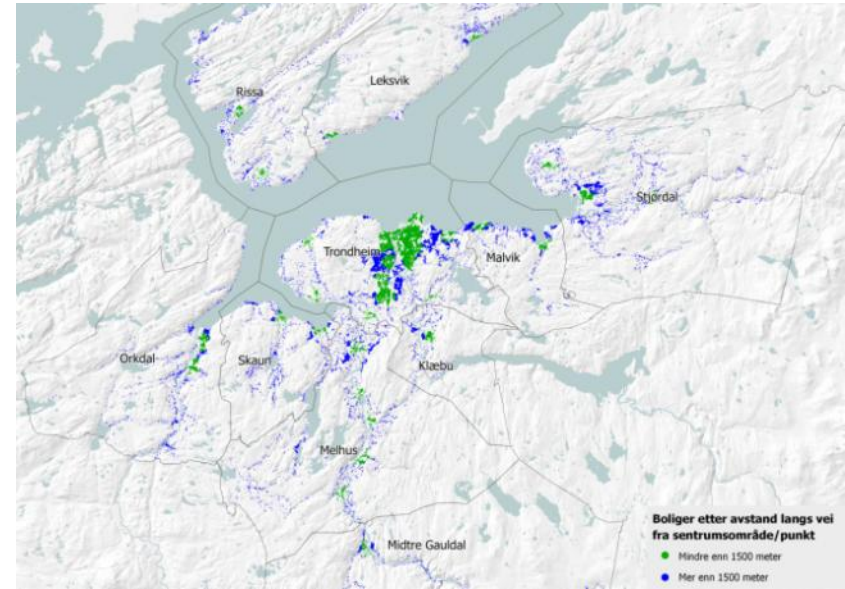 Leksvik
Rissa
Stjørdal
Trondheim
Malvik
Orkdal
Skaun
Klæbu
Melhus
Midtre Gauldal
Boliger etter avstand langs vei
fra sentrumsområde/punkt
Mindre enn 1500 meter
Mer enn 1500 meter